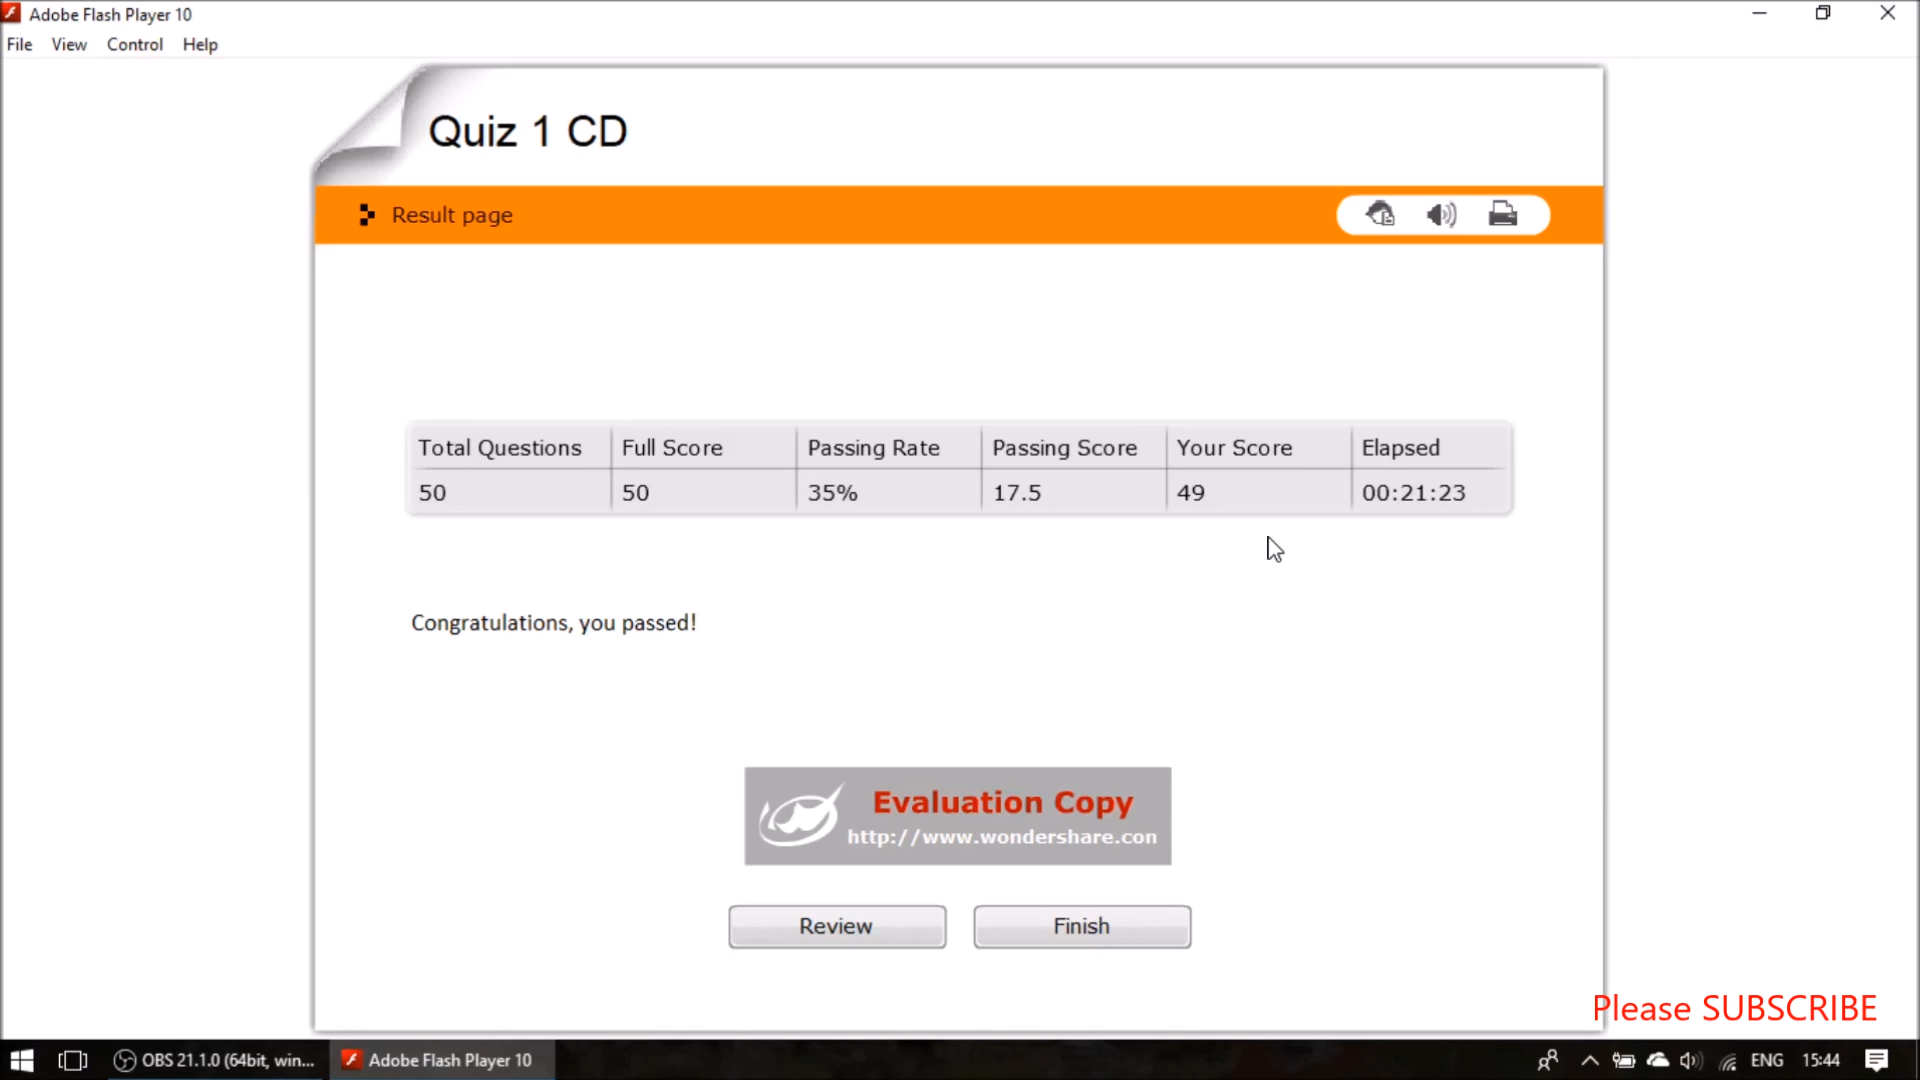 Adobe Flash Player 10
File View Control Help
Quiz 1 CD
Result page
Total Questions Full Score Passing Rate Passing Score Your Score Elapsed
50 50 35% 17.5 49 00:21:23
Congratulations, you passed!
Evaluation Copy
http://www.wondershare.con
Review Finish
Please SUBSCRIBE
OBS 21.1.0 (64bit, win... Adobe Flash Player 10 ENG 15:44